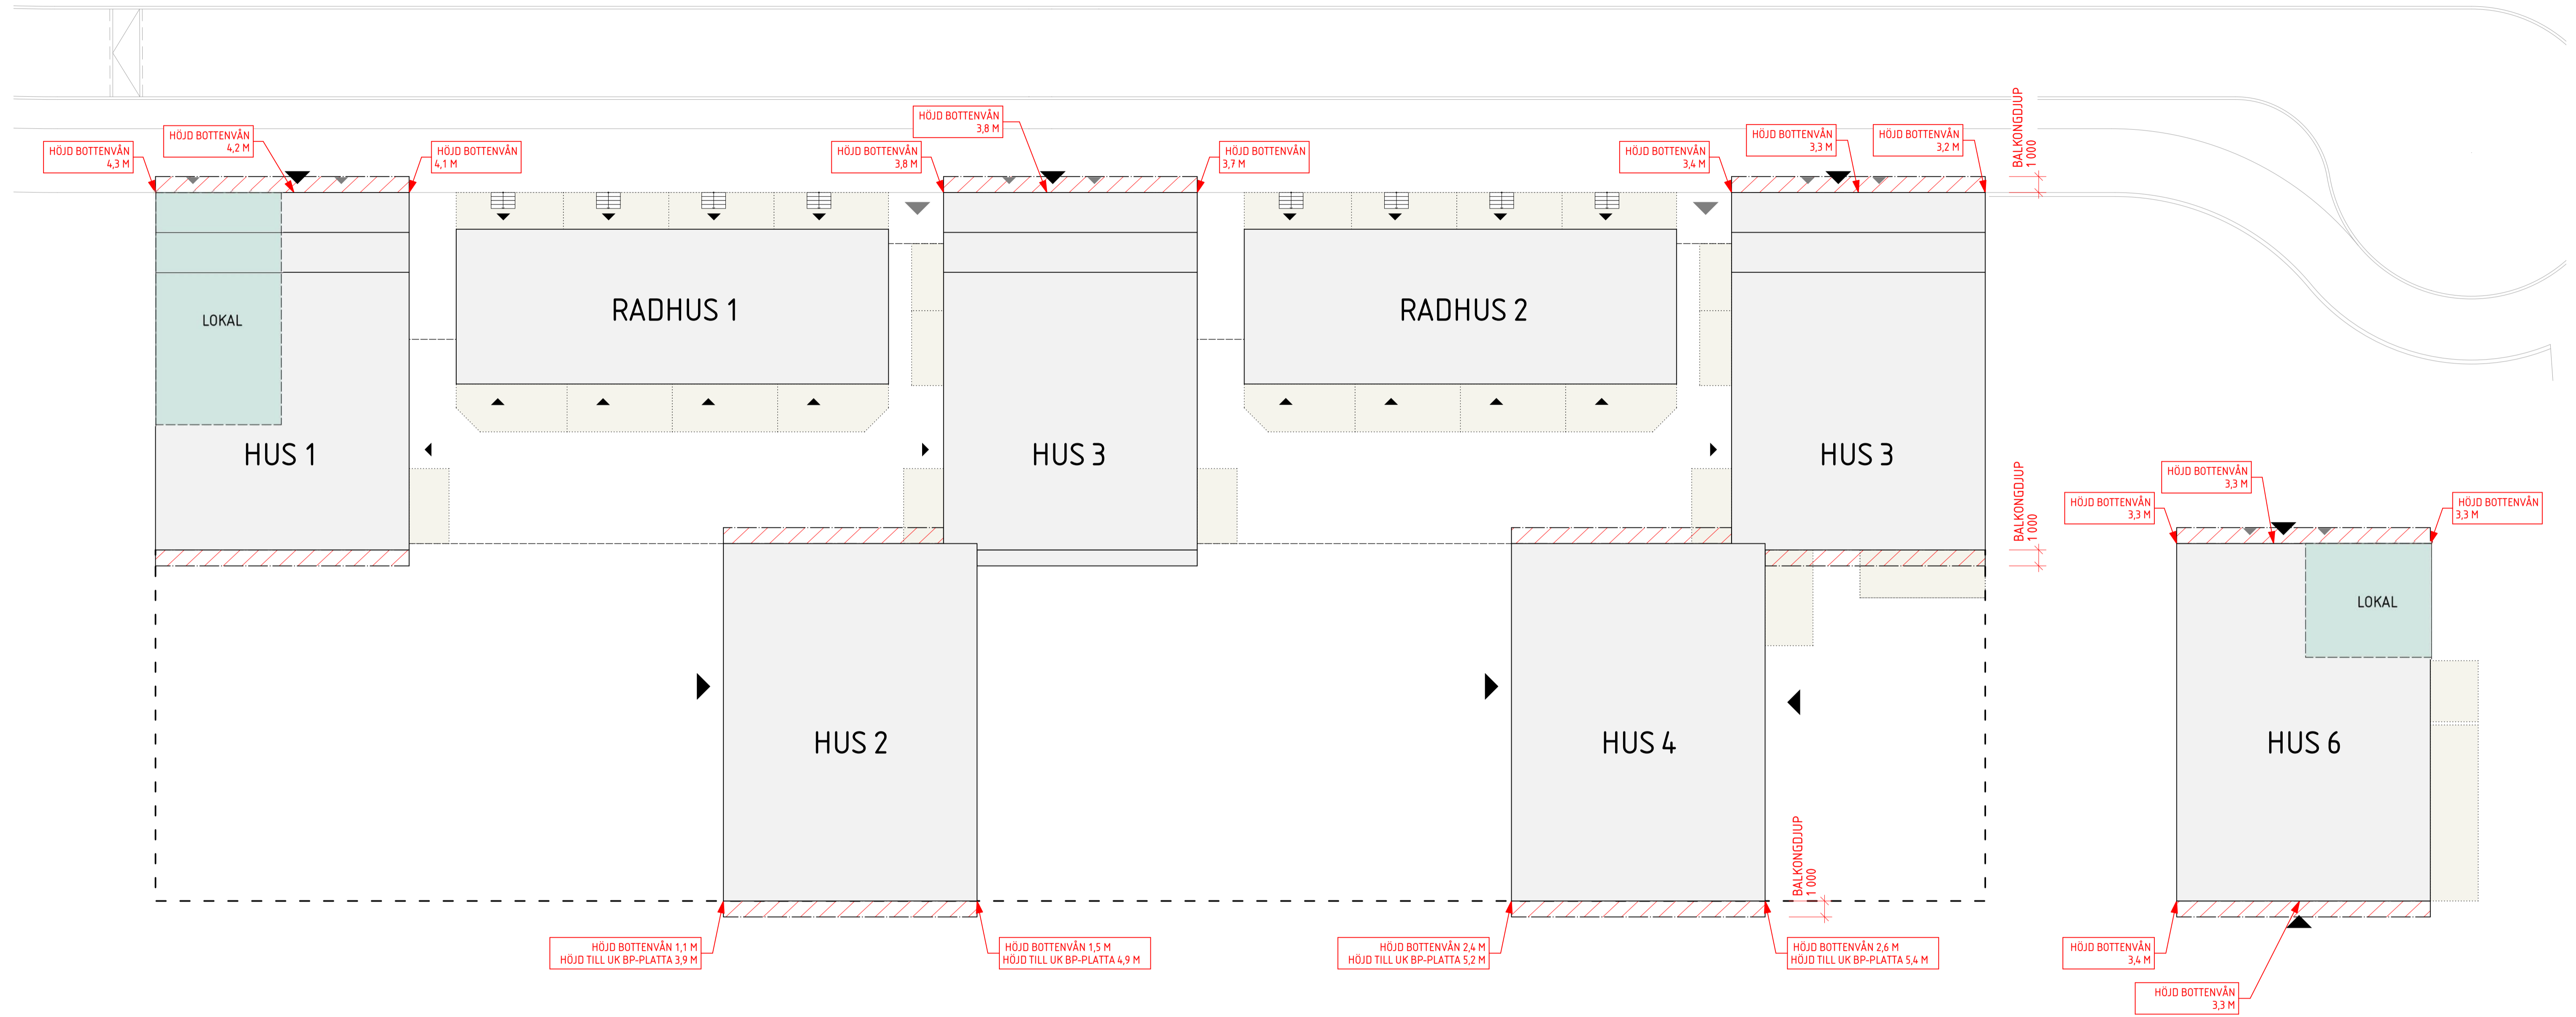 HÖJD BOTTENVÅN
3,8 M
HÖJD BOTTENVÅN
4,2 M
HÖJD BOTTENVÅN
3,3 M
HÖJD BOTTENVÅN
3,2 M
BALKONGDJUP
1 000
HÖJD BOTTENVÅN
4,3 M
HÖJD BOTTENVÅN
4,1 M
HÖJD BOTTENVÅN
3,8 M
HÖJD BOTTENVÅN
3,7 M
HÖJD BOTTENVÅN
3,4 M
RADHUS 1
RADHUS 2
LOKAL
HUS 1
HUS 3
HUS 3
BALKONGDJUP
1 000
HÖJD BOTTENVÅN
3,3 M
HÖJD BOTTENVÅN
3,3 M
HÖJD BOTTENVÅN
3,3 M
LOKAL
HUS 2
HUS 4
HUS 6
BALKONGDJUP
1 000
HÖJD BOTTENVÅN 1,1 M
HÖJD TILL UK BP-PLATTA 3,9 M
HÖJD BOTTENVÅN 1,5 M
HÖJD TILL UK BP-PLATTA 4,9 M
HÖJD BOTTENVÅN 2,4 M
HÖJD TILL UK BP-PLATTA 5,2 M
HÖJD BOTTENVÅN 2,6 M
HÖJD TILL UK BP-PLATTA 5,4 M
HÖJD BOTTENVÅN
3,4 M
HÖJD BOTTENVÅN
3,3 M